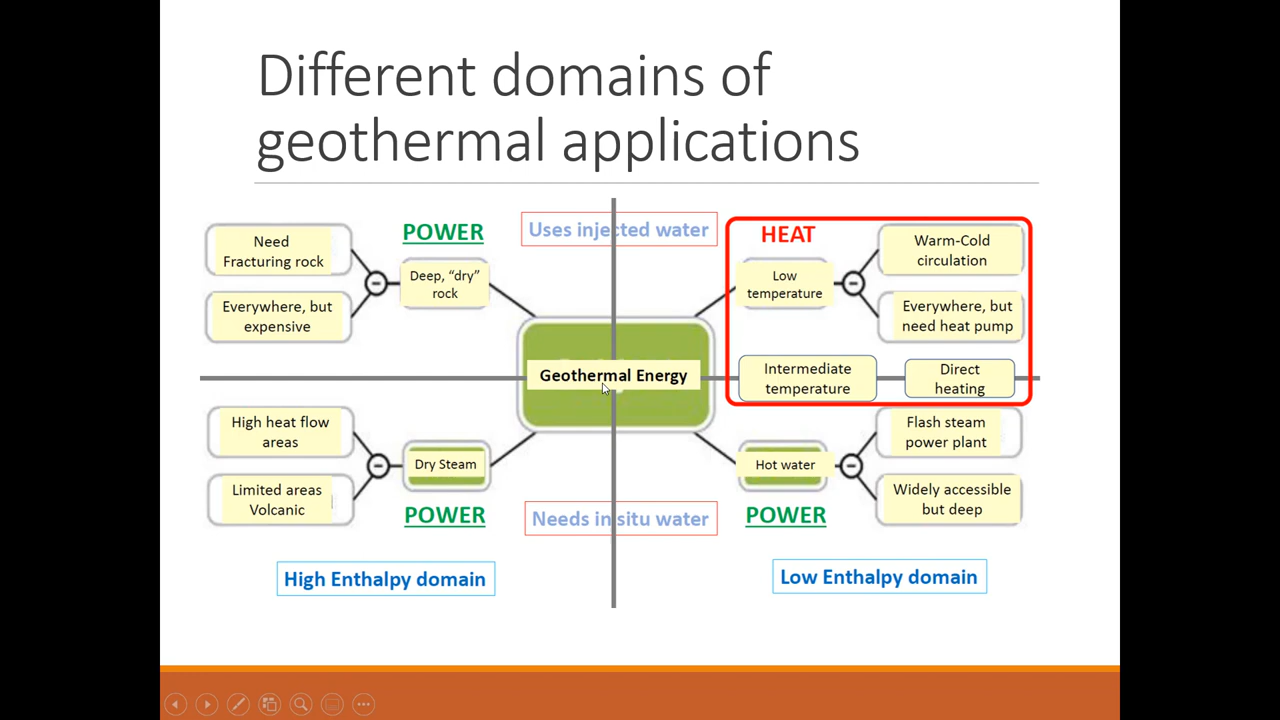 Different domains of
geothermal applications
POWER
Uses injected water
HEAT
Need
Fracturing rock
Deep, “dry”
rock
Everywhere, but
expensive
Low
temperature
Warm-Cold
circulation
Everywhere, but
need heat pump
Geothermal Energy
Intermediate
temperature
Direct
heating
High heat flow
areas
Dry Steam
Limited areas
Volcanic
POWER
Needs in situ water
Hot water
POWER
Flash steam
power plant
Widely accessible
but deep
High Enthalpy domain
Low Enthalpy domain